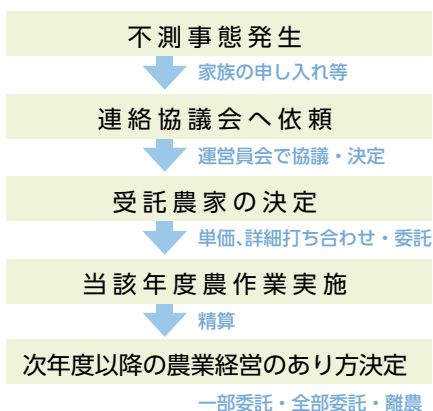 不測事態発生
家族の申し入れ等
連絡協議会へ依頼
運営員会で協議・決定
受託農家の決定
単価、詳細打ち合わせ・委託
当該年度農作業実施
精算
次年度以降の農業経営のあり方決定
一部委託・全部委託・離農